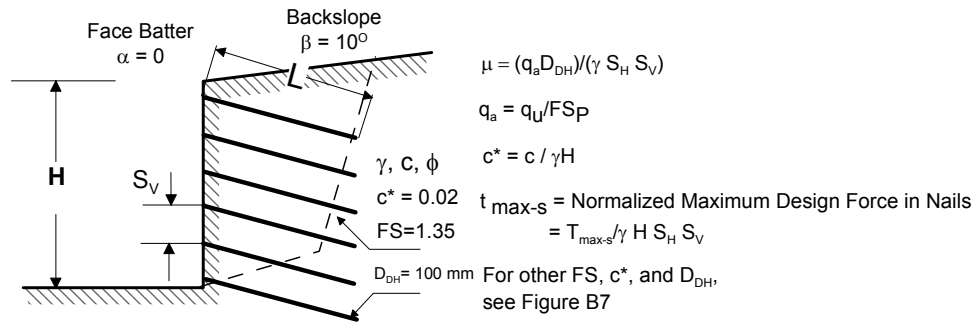 Face Batter
α = 0
Backslope
β = 10°
L
H
S_V
γ, c, φ
c* = 0.02
FS=1.35
D_DH= 100 mm
μ = (q_aD_DH)/(γ S_H S_V)
q_a = q_u/FS_P
c* = c / γH
t max-s = Normalized Maximum Design Force in Nails
= T_max-s/γ H S_H S_V
For other FS, c*, and D_DH,
see Figure B7